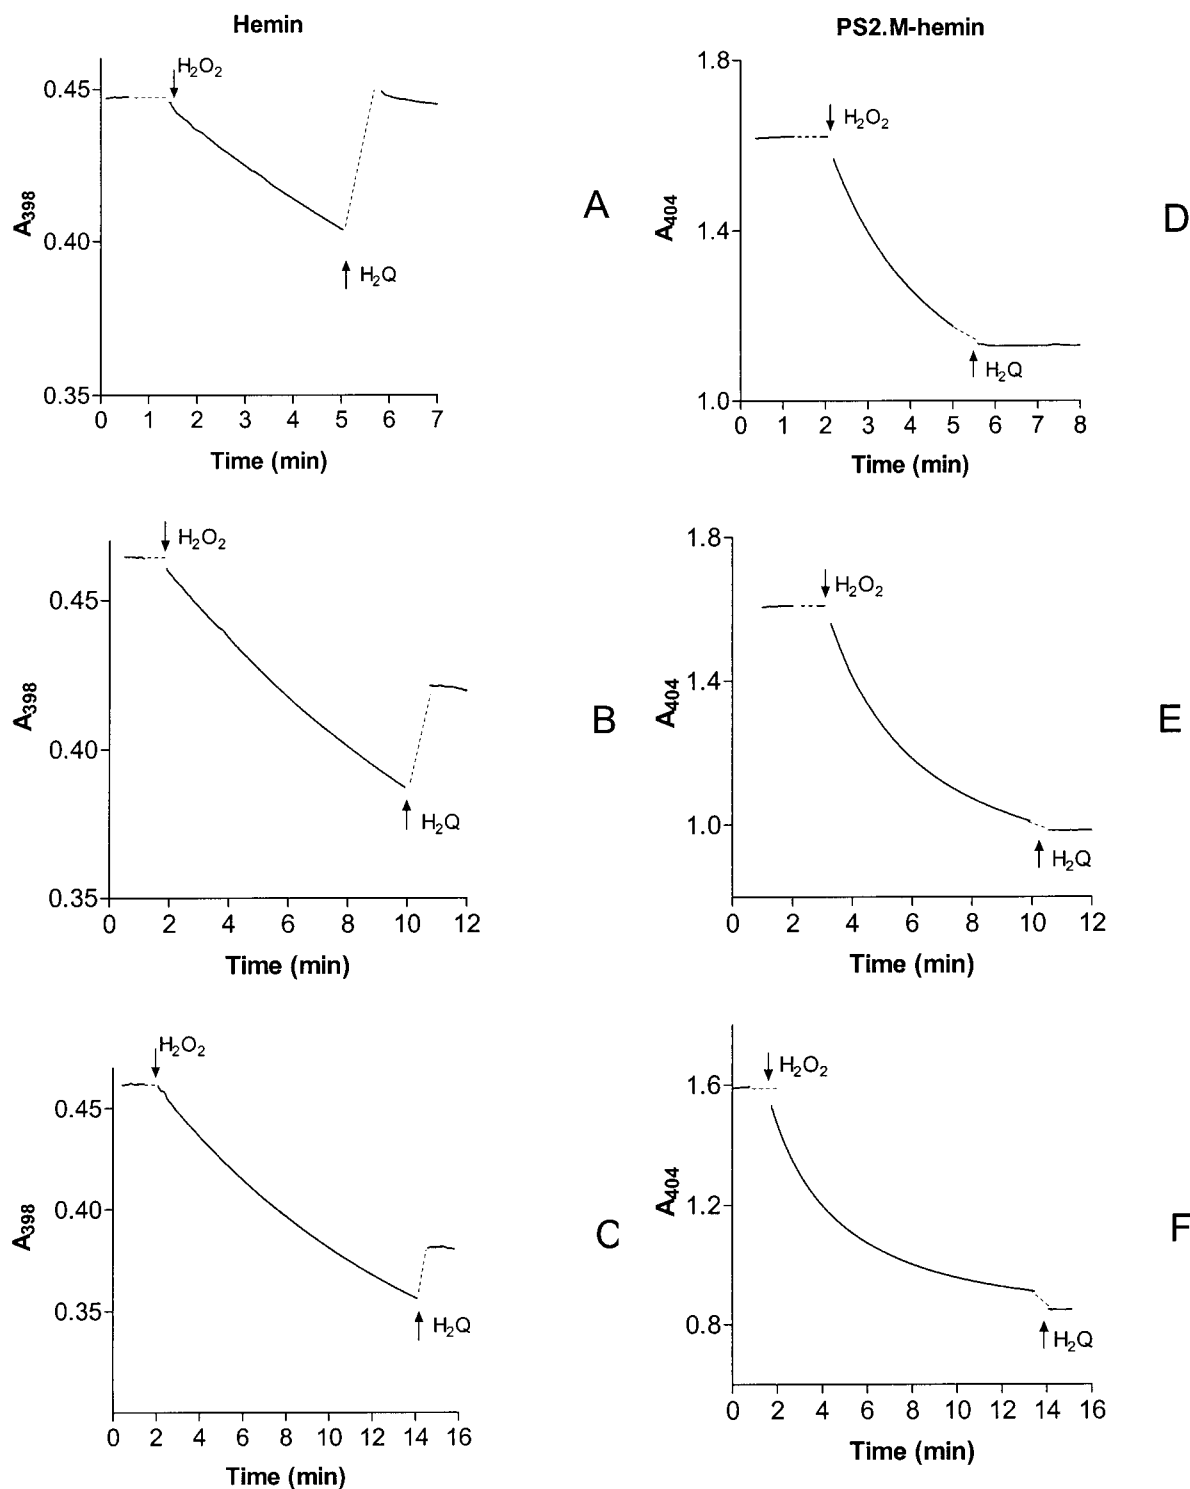 Hemin
H₂O₂
0.45
0.40
0.35
A₃₉₈
H₂Q
0 1 2 3 4 5 6 7
Time (min)
A
PS2.M-hemin
1.8
1.4
1.0
A₄₀₄
H₂O₂
H₂Q
0 1 2 3 4 5 6 7 8
Time (min)
D
H₂O₂
0.45
0.40
0.35
A₃₉₈
H₂Q
0 2 4 6 8 10 12
Time (min)
B
1.8
1.4
1.0
A₄₀₄
H₂O₂
H₂Q
0 2 4 6 8 10 12
Time (min)
E
H₂O₂
0.45
0.40
0.35
A₃₉₈
H₂Q
0 2 4 6 8 10 12 14 16
Time (min)
C
1.6
1.2
0.8
A₄₀₄
H₂O₂
H₂Q
0 2 4 6 8 10 12 14 16
Time (min)
F